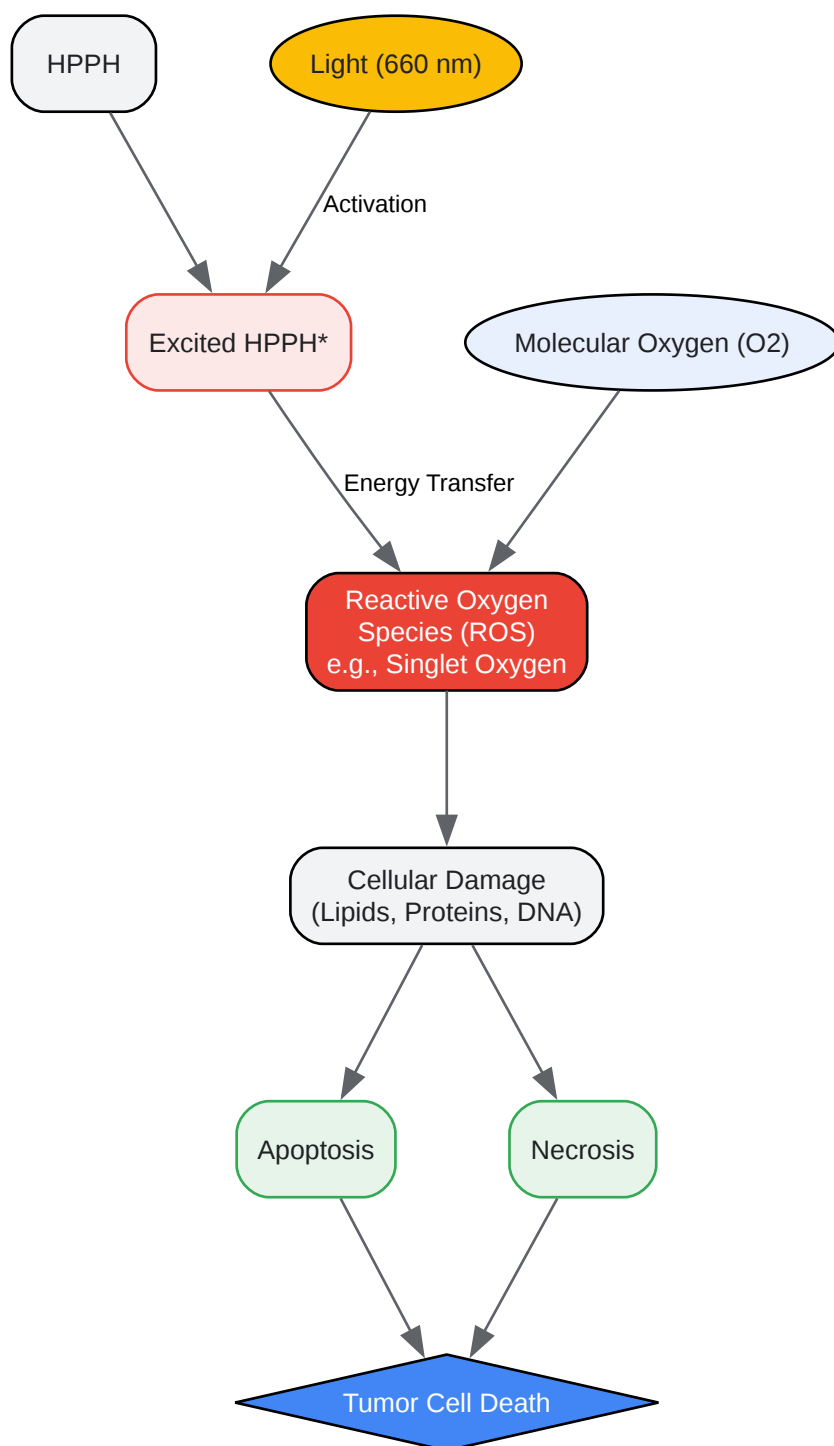 HPPH
Light (660 nm)
Activation
Excited HPPH*
Molecular Oxygen (O2)
Energy Transfer
Reactive Oxygen
Species (ROS)
e.g., Singlet Oxygen
Cellular Damage
(Lipids, Proteins, DNA)
Apoptosis
Necrosis
Tumor Cell Death